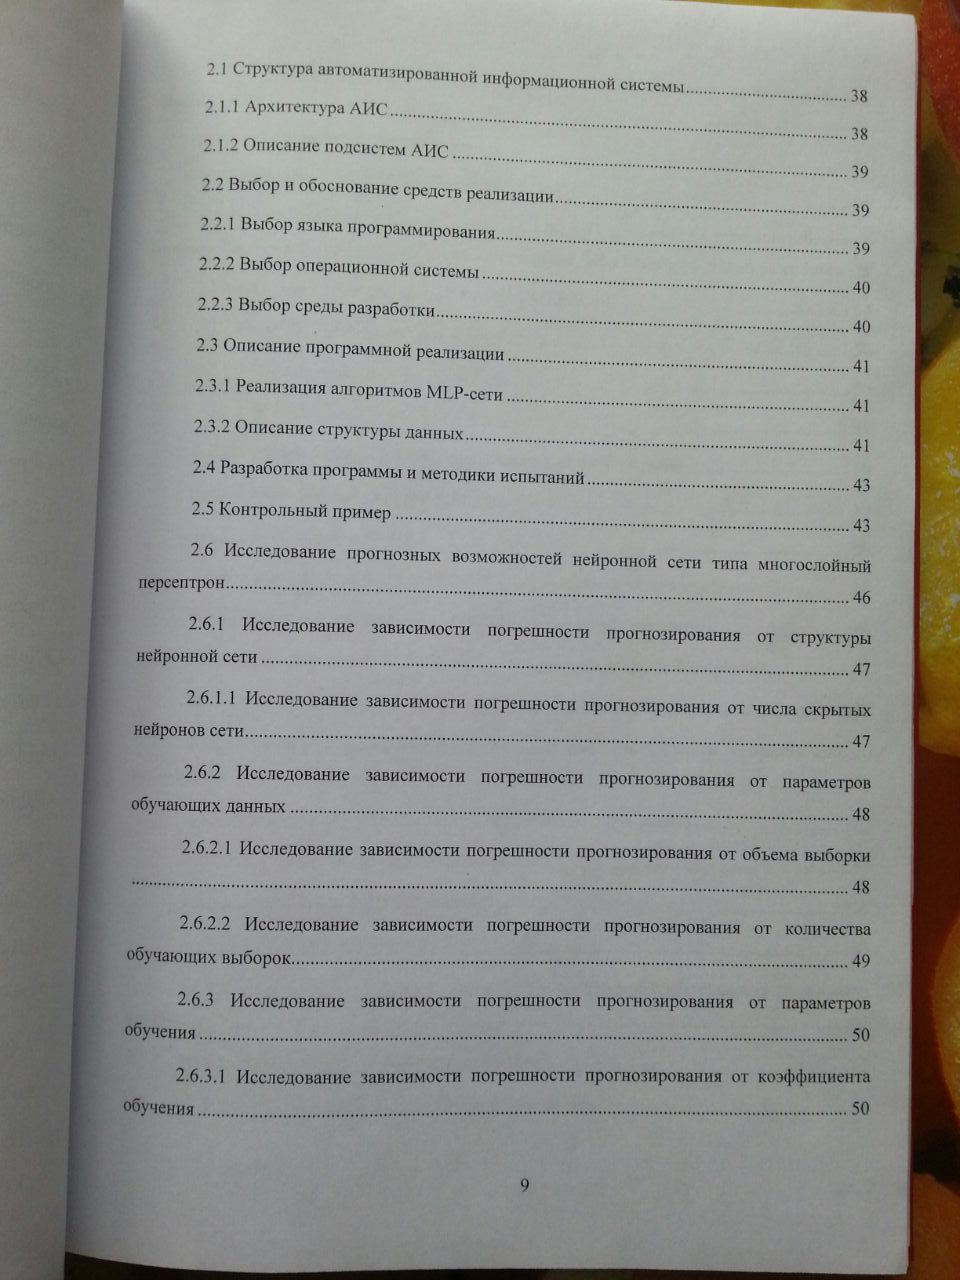 2.1 Структура автоматизированной информационной системы.............................. 38
2.1.1 Архитектура АИС.............................................................................. 38
2.1.2 Описание подсистем АИС.................................................................. 39
2.2 Выбор и обоснование средств реализации.................................................. 39
2.2.1 Выбор языка программирования.......................................................... 39
2.2.2 Выбор операционной системы............................................................ 40
2.2.3 Выбор среды разработки.................................................................... 40
2.3 Описание программной реализации.......................................................... 41
2.3.1 Реализация алгоритмов MLP-сети........................................................ 41
2.3.2 Описание структуры данных................................................................ 41
2.4 Разработка программы и методики испытаний............................................ 43
2.5 Контрольный пример............................................................................ 43
2.6 Исследование прогнозных возможностей нейронной сети типа многослойный
персептрон.............................................................................................. 46
2.6.1 Исследование зависимости погрешности прогнозирования от структуры
нейронной сети........................................................................................ 47
2.6.1.1 Исследование зависимости погрешности прогнозирования от числа скрытых
нейронов сети.......................................................................................... 47
2.6.2 Исследование зависимости погрешности прогнозирования от параметров
обучающих данных.................................................................................... 48
2.6.2.1 Исследование зависимости погрешности прогнозирования от объема выборки
............................................................................................................ 48
2.6.2.2 Исследование зависимости погрешности прогнозирования от количества
обучающих выборок.................................................................................... 49
2.6.3 Исследование зависимости погрешности прогнозирования от параметров
обучения................................................................................................ 50
2.6.3.1 Исследование зависимости погрешности прогнозирования от коэффициента
обучения................................................................................................ 50
9